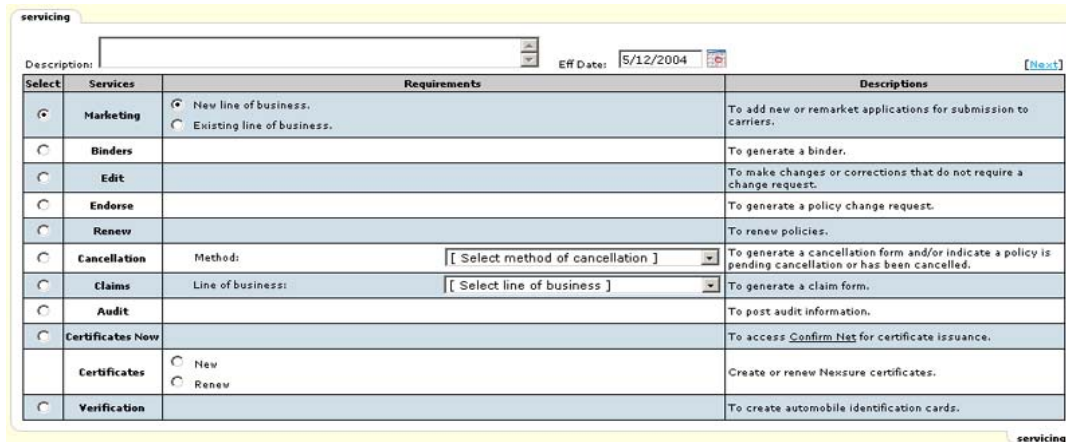 servicing
Description: Eff Date: 5/12/2004 [Next]
Select Services Requirements Descriptions
Marketing New line of business. To add new or remarket applications for submission to
Existing line of business. carriers.
Binders To generate a binder.
Edit To make changes or corrections that do not require a
change request.
Endorse To generate a policy change request.
Renew To renew policies.
Cancellation Method: [ Select method of cancellation ] To generate a cancellation form and/or indicate a policy is
pending cancellation or has been cancelled.
Claims Line of business: [ Select line of business ] To generate a claim form.
Audit To post audit information.
Certificates Now To access Confirm Net for certificate issuance.
Certificates New Create or renew Nexsure certificates.
Renew
Verification To create automobile identification cards.
servicing